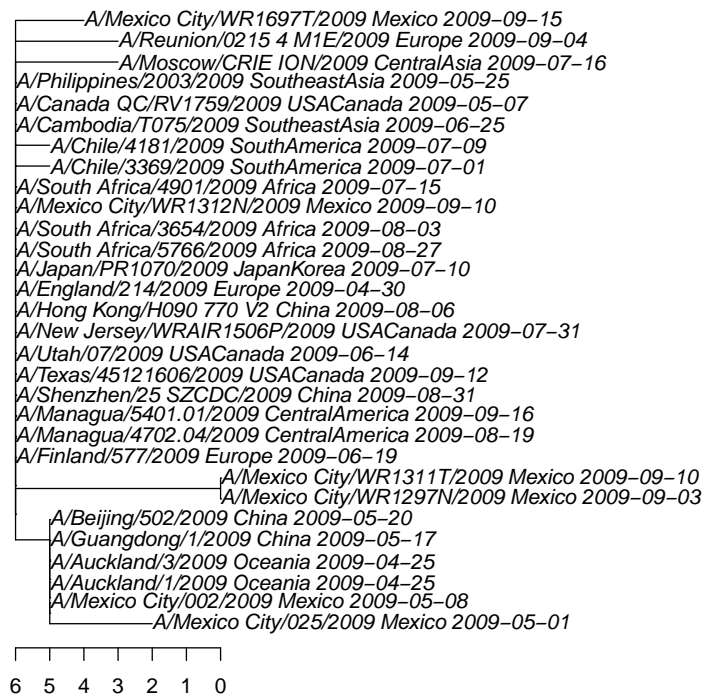 A/Mexico City/WR1697T/2009 Mexico 2009−09−15
A/Reunion/0215 4 M1E/2009 Europe 2009−09−04
A/Moscow/CRIE ION/2009 CentralAsia 2009−07−16
A/Philippines/2003/2009 SoutheastAsia 2009−05−25
A/Canada QC/RV1759/2009 USACanada 2009−05−07
A/Cambodia/T075/2009 SoutheastAsia 2009−06−25
A/Chile/4181/2009 SouthAmerica 2009−07−09
A/Chile/3369/2009 SouthAmerica 2009−07−01
A/South Africa/4901/2009 Africa 2009−07−15
A/Mexico City/WR1312N/2009 Mexico 2009−09−10
A/South Africa/3654/2009 Africa 2009−08−03
A/South Africa/5766/2009 Africa 2009−08−27
A/Japan/PR1070/2009 JapanKorea 2009−07−10
A/England/214/2009 Europe 2009−04−30
A/Hong Kong/H090 770 V2 China 2009−08−06
A/New Jersey/WRAIR1506P/2009 USACanada 2009−07−31
A/Utah/07/2009 USACanada 2009−06−14
A/Texas/45121606/2009 USACanada 2009−09−12
A/Shenzhen/25 SZCDC/2009 China 2009−08−31
A/Managua/5401.01/2009 CentralAmerica 2009−09−16
A/Managua/4702.04/2009 CentralAmerica 2009−08−19
A/Finland/577/2009 Europe 2009−06−19
A/Mexico City/WR1311T/2009 Mexico 2009−09−10
A/Mexico City/WR1297N/2009 Mexico 2009−09−03
A/Beijing/502/2009 China 2009−05−20
A/Guangdong/1/2009 China 2009−05−17
A/Auckland/3/2009 Oceania 2009−04−25
A/Auckland/1/2009 Oceania 2009−04−25
A/Mexico City/002/2009 Mexico 2009−05−08
A/Mexico City/025/2009 Mexico 2009−05−01
6 5 4 3 2 1 0